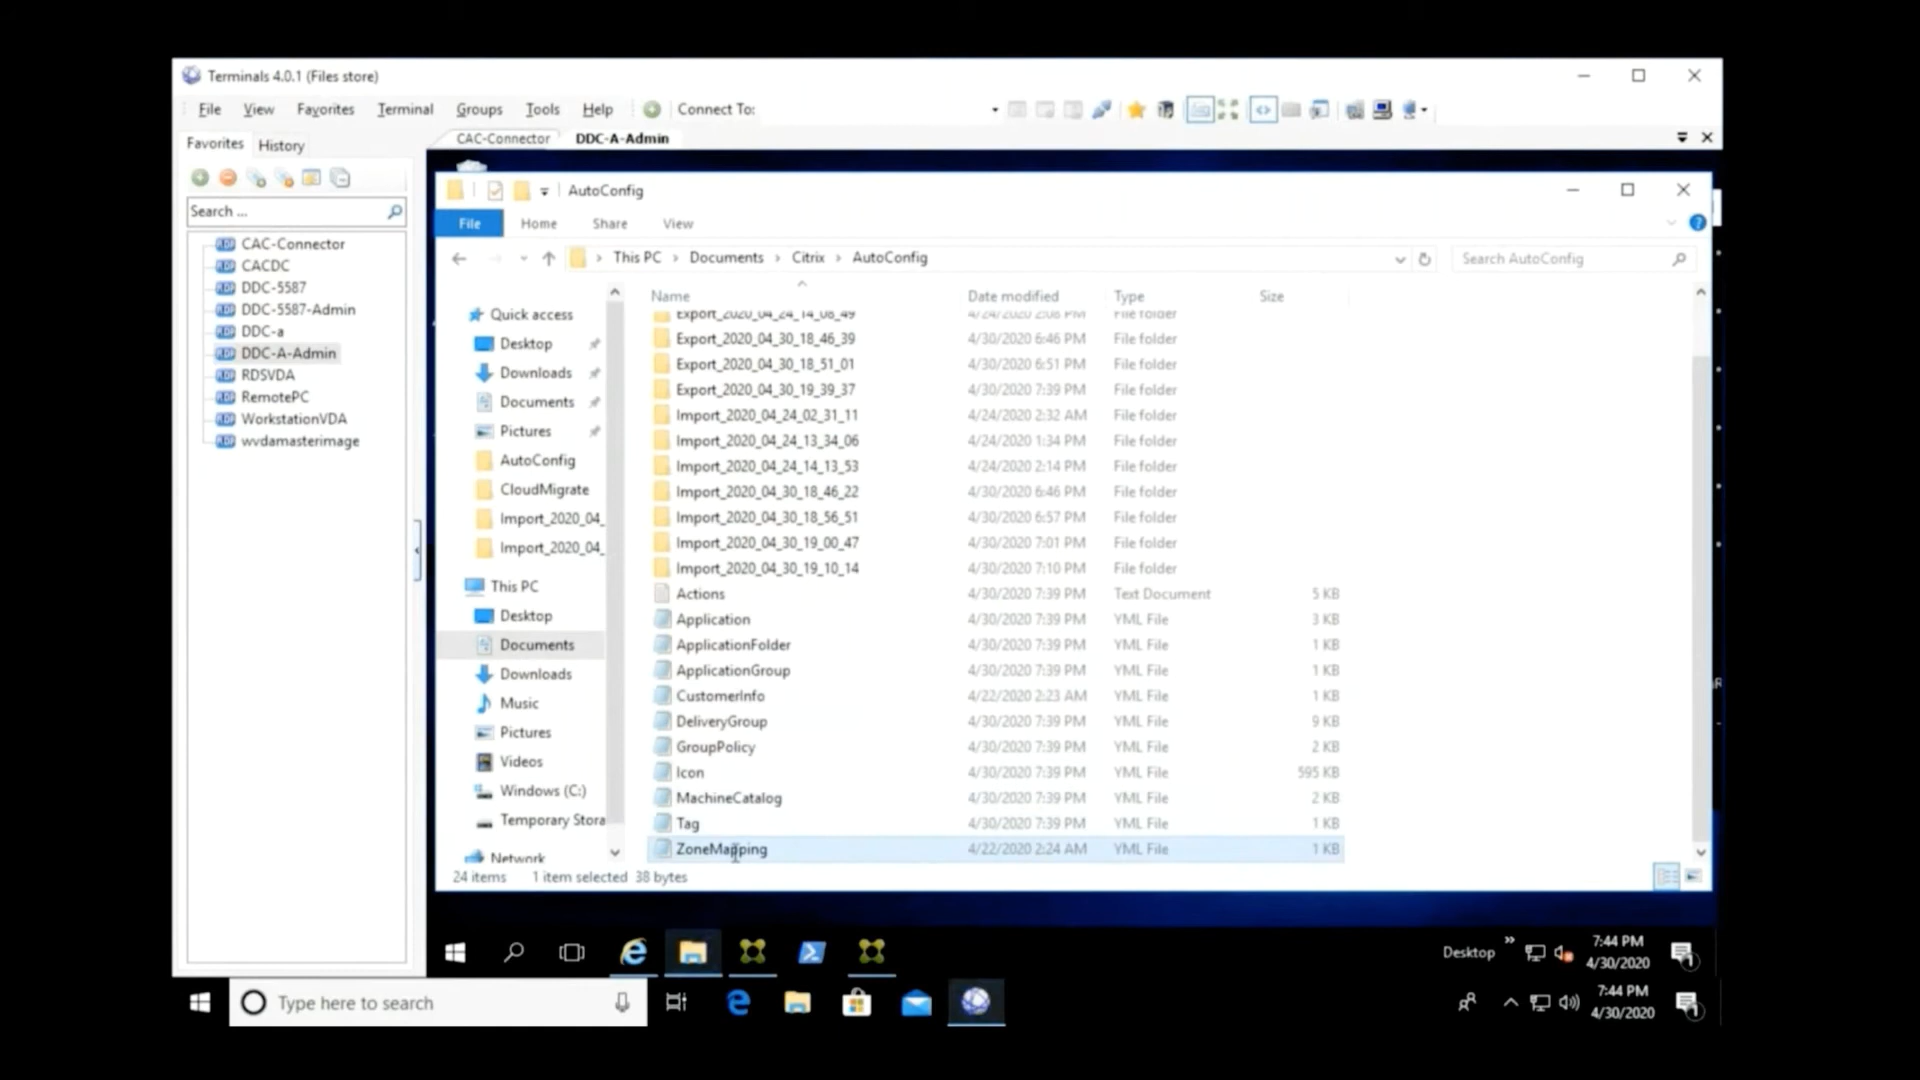 Terminals 4.0.1 (Files store)
File View Favorites Terminal Groups Tools Help Connect To:
Favorites History
CAC-Connector DDC-A-Admin
Search ...
CAC-Connector
CACDC
DDC-5587
DDC-5587-Admin
DDC-a
DDC-A-Admin
RDSVDA
RemotePC
WorkstationVDA
wvdamasterimage
AutoConfig
File Home Share View
This PC > Documents > Citrix > AutoConfig
Search AutoConfig
Quick access
Desktop
Downloads
Documents
Pictures
AutoConfig
CloudMigrate
Import_2020_04_
Import_2020_04_
This PC
Desktop
Documents
Downloads
Music
Pictures
Videos
Windows (C:)
Temporary Stora
Network
Name Date modified Type Size
Export_2020_04_24_14_08_49 4/24/2020 2:08 PM File folder
Export_2020_04_30_18_46_39 4/30/2020 6:46 PM File folder
Export_2020_04_30_18_51_01 4/30/2020 6:51 PM File folder
Export_2020_04_30_19_39_37 4/30/2020 7:39 PM File folder
Import_2020_04_24_02_31_11 4/24/2020 2:32 AM File folder
Import_2020_04_24_13_34_06 4/24/2020 1:34 PM File folder
Import_2020_04_24_14_13_53 4/24/2020 2:14 PM File folder
Import_2020_04_30_18_46_22 4/30/2020 6:46 PM File folder
Import_2020_04_30_18_56_51 4/30/2020 6:57 PM File folder
Import_2020_04_30_19_00_47 4/30/2020 7:01 PM File folder
Import_2020_04_30_19_10_14 4/30/2020 7:10 PM File folder
Actions 4/30/2020 7:39 PM Text Document 5 KB
Application 4/30/2020 7:39 PM YML File 3 KB
ApplicationFolder 4/30/2020 7:39 PM YML File 1 KB
ApplicationGroup 4/30/2020 7:39 PM YML File 1 KB
CustomerInfo 4/22/2020 2:23 AM YML File 1 KB
DeliveryGroup 4/30/2020 7:39 PM YML File 9 KB
GroupPolicy 4/30/2020 7:39 PM YML File 2 KB
Icon 4/30/2020 7:39 PM YML File 595 KB
MachineCatalog 4/30/2020 7:39 PM YML File 2 KB
Tag 4/30/2020 7:39 PM YML File 1 KB
ZoneMapping 4/22/2020 2:24 AM YML File 1 KB
24 items 1 item selected 38 bytes
Desktop 7:44 PM
4/30/2020
Type here to search
7:44 PM
4/30/2020